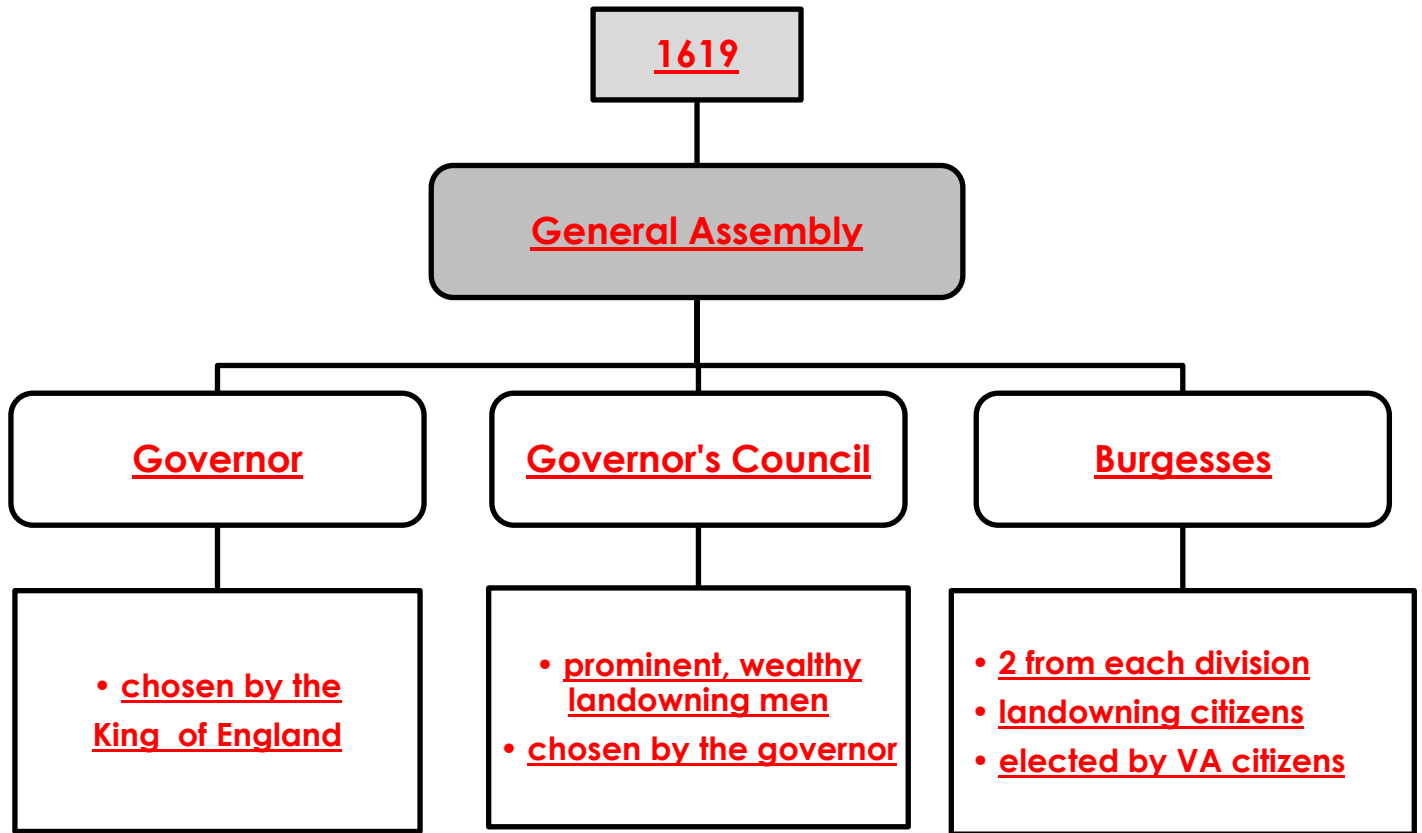 1619
General Assembly
Governor
Governor's Council
Burgesses
• chosen by the
King of England
• prominent, wealthy
landowning men
• chosen by the governor
• 2 from each division
• landowning citizens
• elected by VA citizens